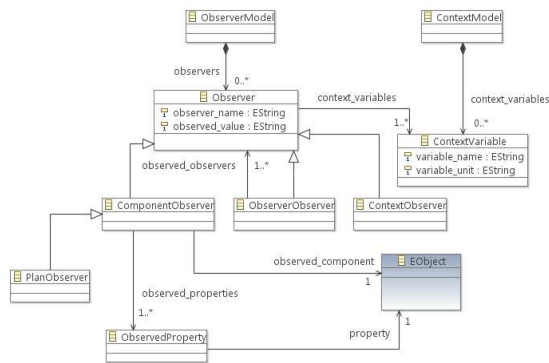 ObserverModel
ContextModel
observers
0..*
Observer
observer_name : EString
observed_value : EString
context_variables
1..*
context_variables
0..*
ContextVariable
variable_name : EString
variable_unit : EString
observed_observers
1..*
ComponentObserver
ObserverObserver
ContextObserver
PlanObserver
observed_component
1
EObject
observed_properties
1..*
1
property
ObservedProperty